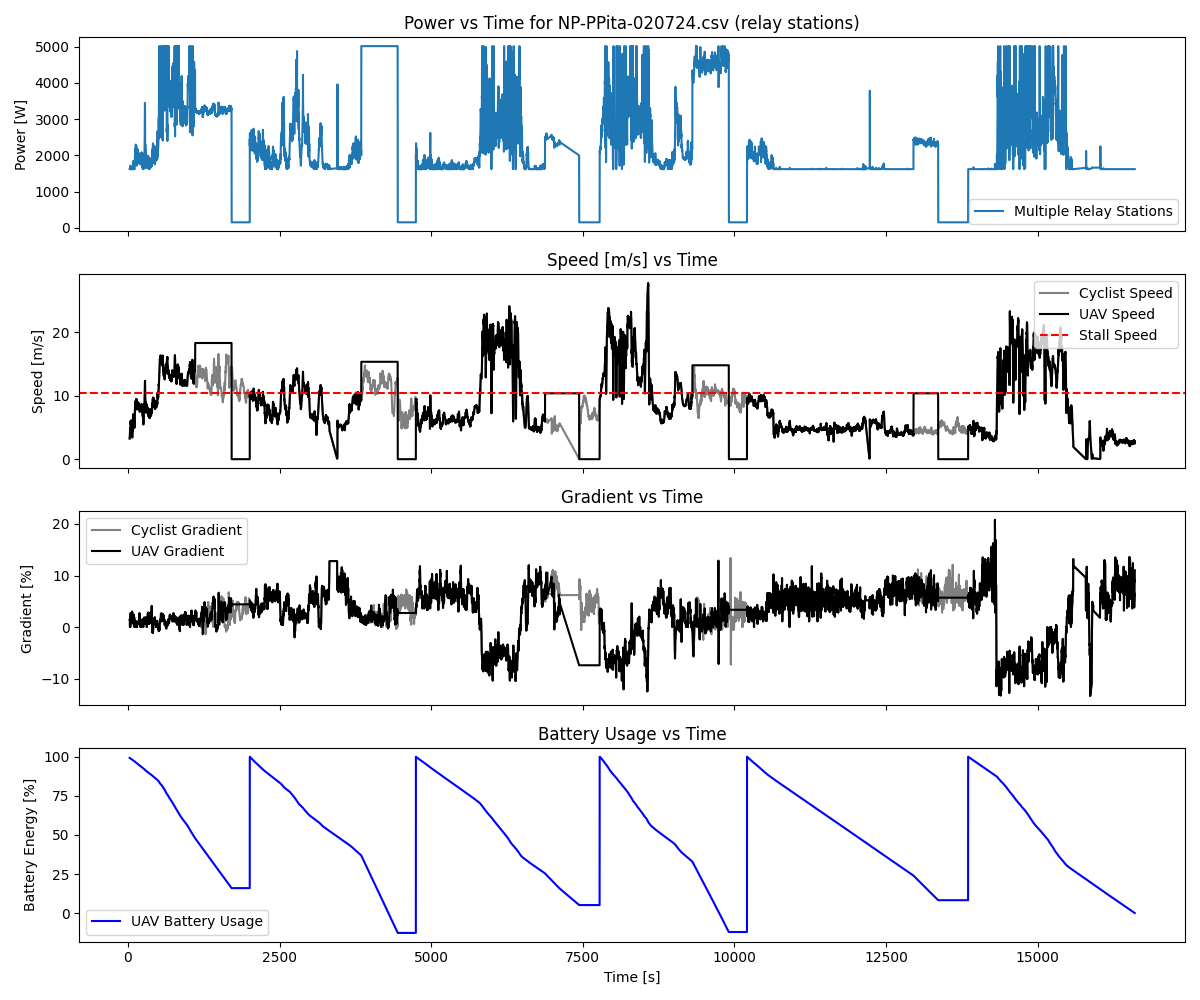 Power vs Time for NP-PPita-020724.csv (relay stations)
5000
4000
3000
2000
1000
0
Power [W]
Multiple Relay Stations
Speed [m/s] vs Time
20
10
0
Speed [m/s]
Cyclist Speed
UAV Speed
Stall Speed
Gradient vs Time
20
10
0
−10
Gradient [%]
Cyclist Gradient
UAV Gradient
Battery Usage vs Time
100
75
50
25
0
Battery Energy [%]
UAV Battery Usage
0 2500 5000 7500 10000 12500 15000
Time [s]